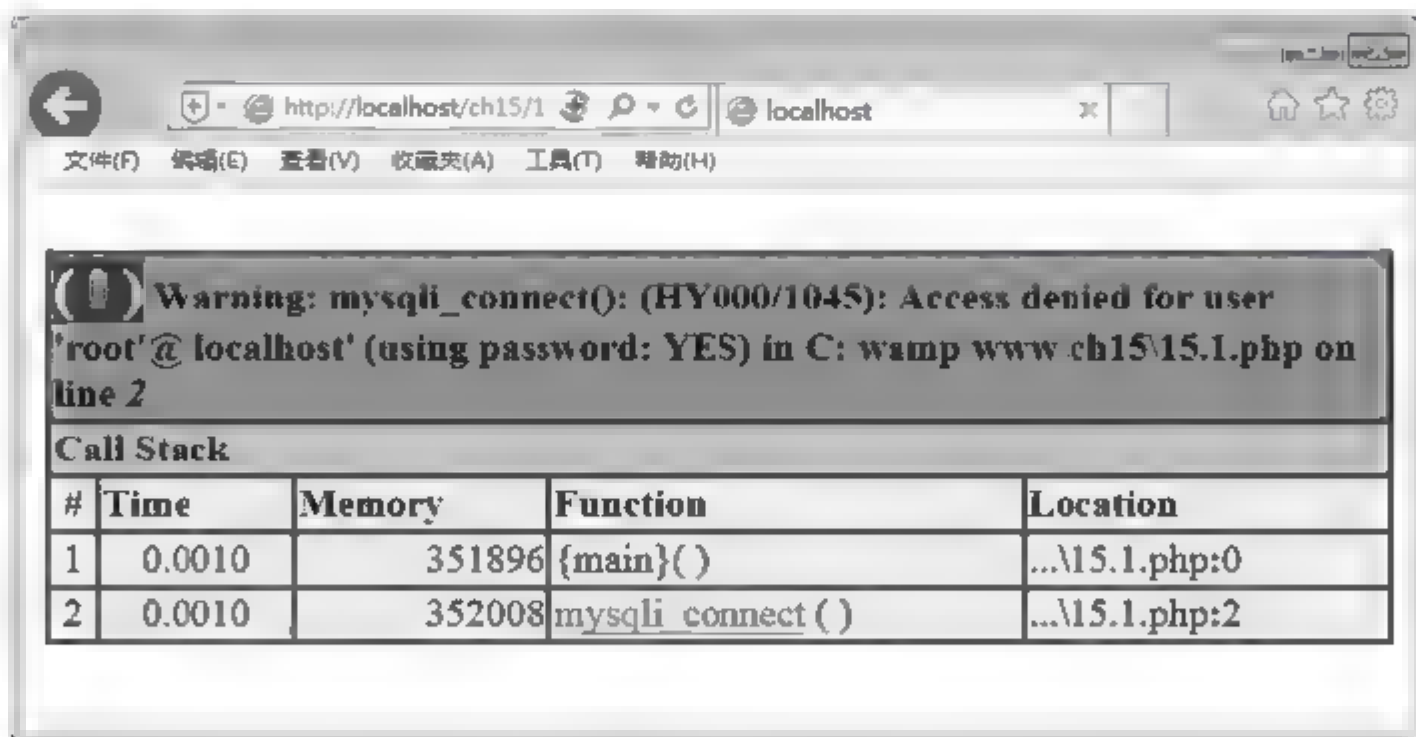 http://localhost/ch15/1 localhost
文件(F) 编辑(E) 查看(V) 收藏夹(A) 工具(T) 帮助(H)
Warning: mysqli_connect(): (HY000/1045): Access denied for user
'root'@ localhost' (using password: YES) in C: wamp www ch15\15.1.php on
line 2
Call Stack
# Time Memory Function Location
1 0.0010 351896 {main}( ) ...\15.1.php:0
2 0.0010 352008 mysqli_connect ( ) ...\15.1.php:2